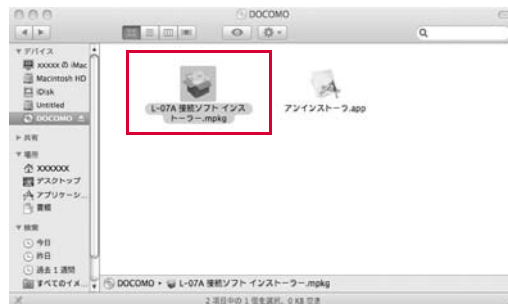 DOCOMO
▼ デバイス
xxxxx の iMac
Macintosh HD
iDisk
Untitled
DOCOMO
▶ 共有
▼ 場所
xxxxxx
デスクトップ
アプリケーシ...
書類
▼ 検索
今日
昨日
過去 1 週間
すべてのイメ...
L-07A 接続ソフト インス
トーラー.mpkg
アンインストーラ.app
DOCOMO ▸ L-07A 接続ソフト インストーラー.mpkg
2 項目中の 1 個を選択、0 KB 空き